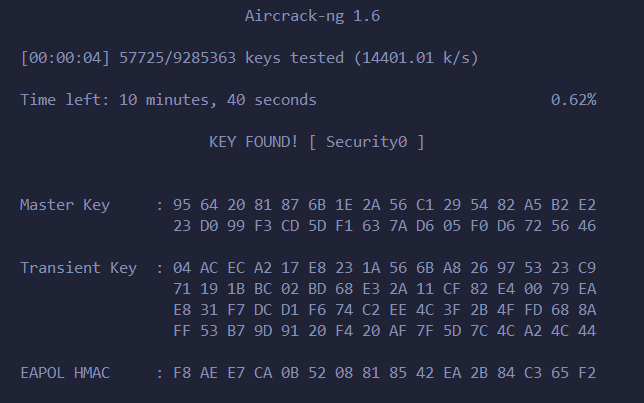 Aircrack-ng 1.6
[00:00:04] 57725/9285363 keys tested (14401.01 k/s)
Time left: 10 minutes, 40 seconds 0.62%
KEY FOUND! [ Security0 ]
Master Key : 95 64 20 81 87 6B 1E 2A 56 C1 29 54 82 A5 B2 E2
23 D0 99 F3 CD 5D F1 63 7A D6 05 F0 D6 72 56 46
Transient Key : 04 AC EC A2 17 E8 23 1A 56 6B A8 26 97 53 23 C9
71 19 1B BC 02 BD 68 E3 2A 11 CF 82 E4 00 79 EA
E8 31 F7 DC D1 F6 74 C2 EE 4C 3F 2B 4F FD 68 8A
FF 53 B7 9D 91 20 F4 20 AF 7F 5D 7C 4C A2 4C 44
EAPOL HMAC : F8 AE E7 CA 0B 52 08 81 85 42 EA 2B 84 C3 65 F2